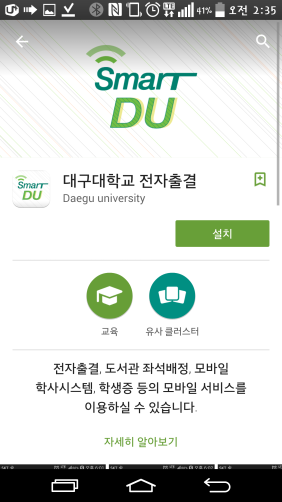 41% 오전 2:35
Smart
DU
Smart
DU
대구대학교 전자출결
Daegu university
설치
교육
유사 클러스터
전자출결, 도서관 좌석배정, 모바일
학사시스템, 학생증 등의 모바일 서비스를
이용하실 수 있습니다.
자세히 알아보기